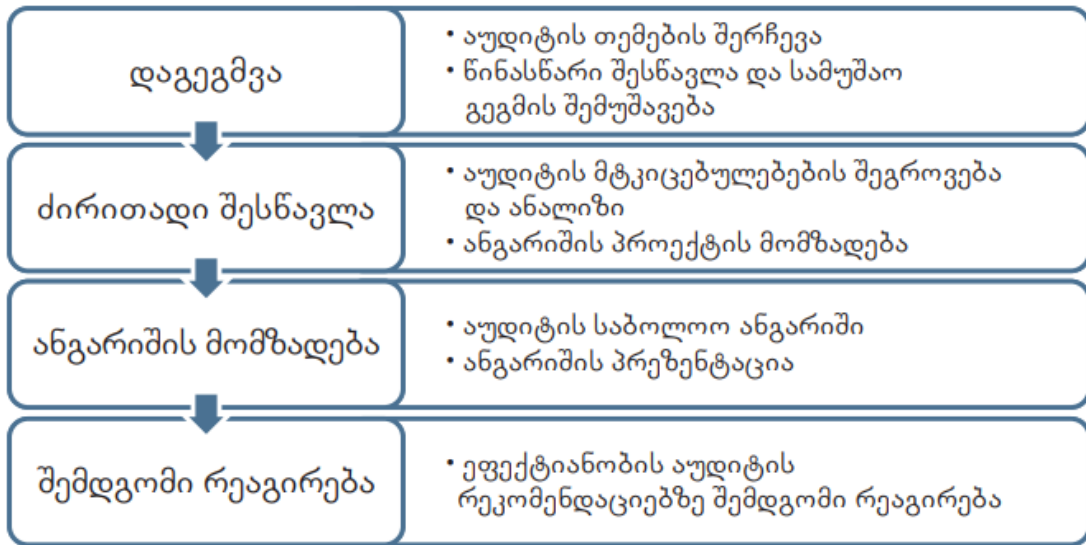 დაგეგმვა
• აუდიტის თემების შერჩევა
• წინასწარი შესწავლა და სამუშაო
გეგმის შემუშავება
ძირითადი შესწავლა
• აუდიტის მტკიცებულებების შეგროვება
და ანალიზი
• ანგარიშის პროექტის მომზადება
ანგარიშის მომზადება
• აუდიტის საბოლოო ანგარიში
• ანგარიშის პრეზენტაცია
შემდგომი რეაგირება
• ეფექტიანობის აუდიტის
რეკომენდაციებზე შემდგომი რეაგირება